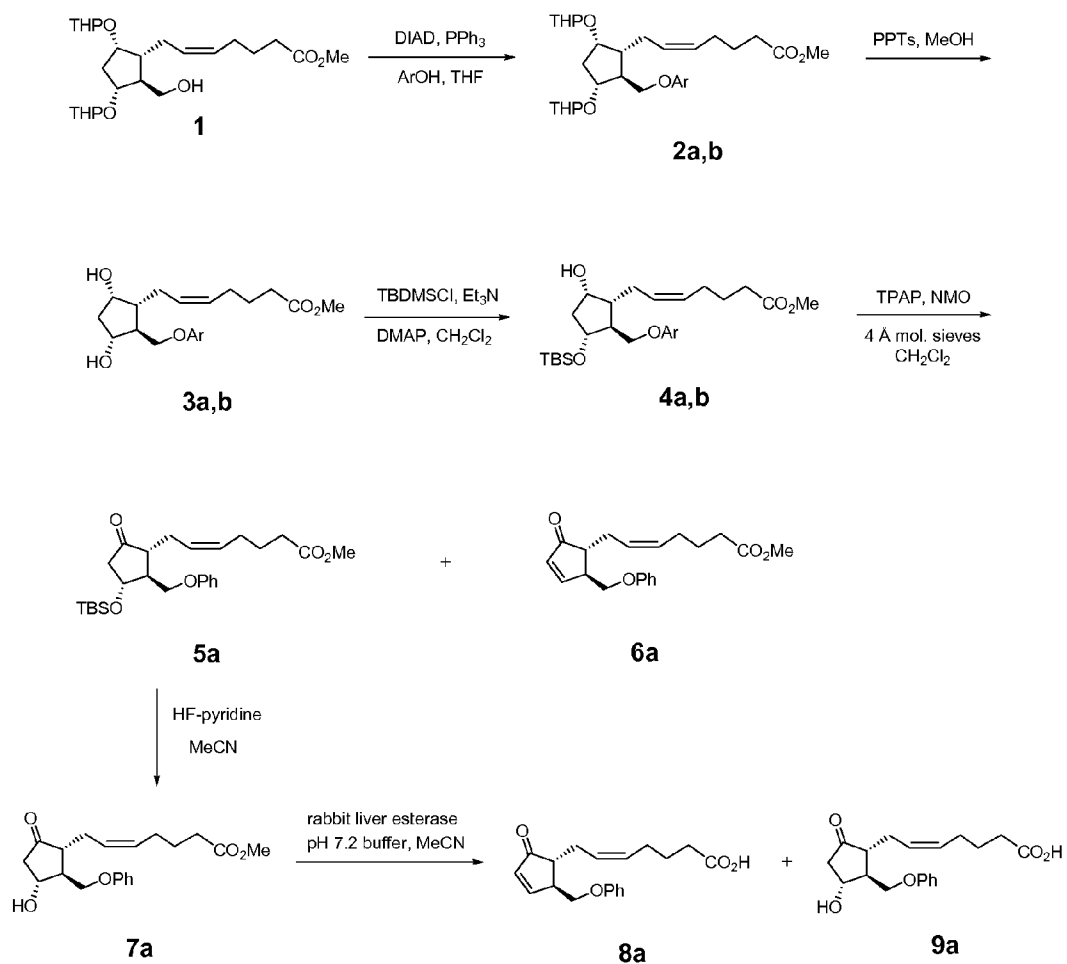 THPO
CO₂Me
OH
THPO
1
DIAD, PPh₃
ArOH, THF
THPO
CO₂Me
OAr
THPO
2a,b
PPTs, MeOH
HO
CO₂Me
OAr
HO
3a,b
TBDMSCl, Et₃N
DMAP, CH₂Cl₂
HO
CO₂Me
OAr
TBSO
4a,b
TPAP, NMO
4 Å mol. sieves
CH₂Cl₂
O
CO₂Me
OPh
TBSO
5a
+
O
CO₂Me
OPh
6a
HF-pyridine
MeCN
O
CO₂Me
OPh
HO
7a
rabbit liver esterase
pH 7.2 buffer, MeCN
O
CO₂H
OPh
8a
+
O
CO₂H
OPh
HO
9a